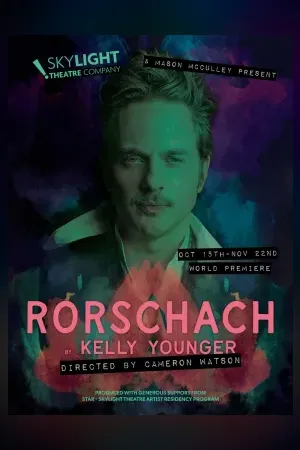 SKYLIGHT
THEATRE COMPANY
& MASON MCCULLEY PRESENT
OCT 15TH-NOV 22ND
WORLD PREMIERE
RORSCHACH
BY KELLY YOUNGER
DIRECTED BY CAMERON WATSON
PRODUCED WITH GENEROUS SUPPORT FROM
STAR - SKYLIGHT THEATRE ARTIST RESIDENCY PROGRAM